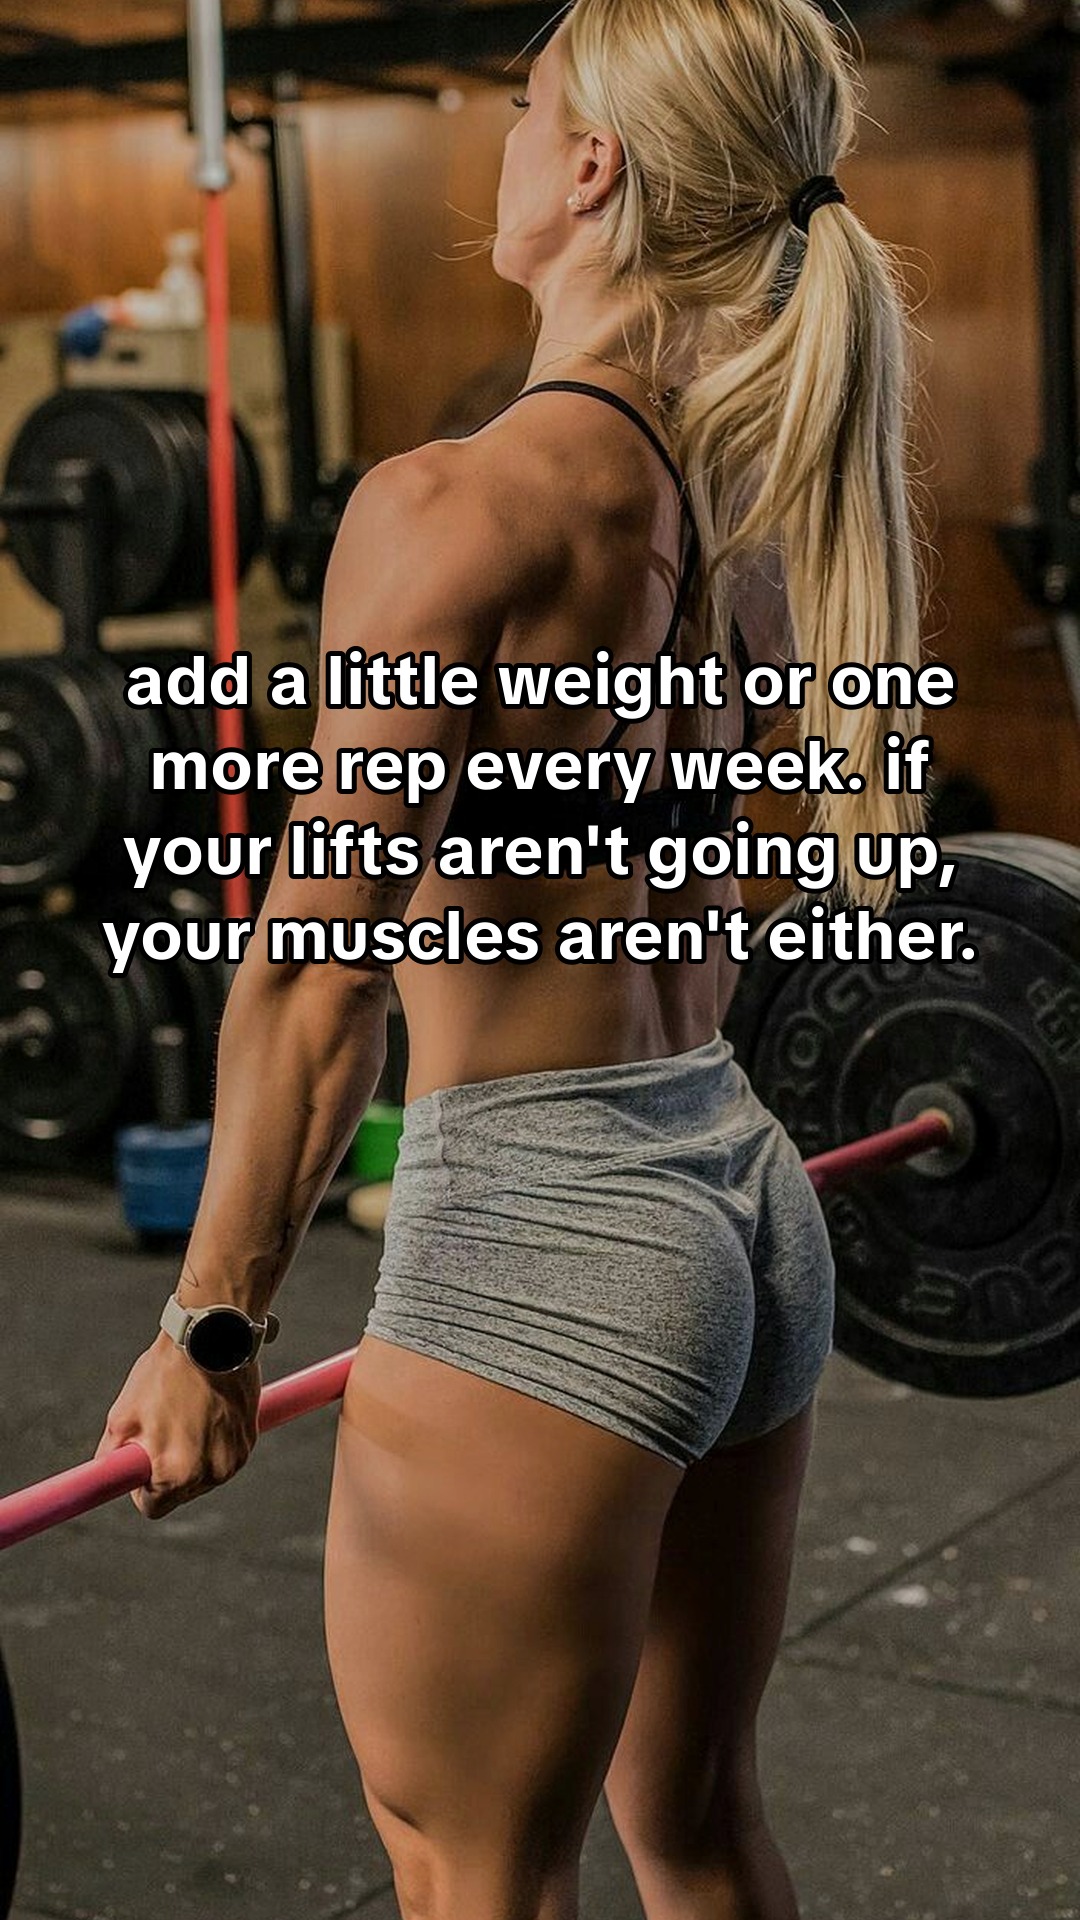 add a little weight or one
more rep every week. if
your lifts aren't going up,
your muscles aren't either.
ROGUE